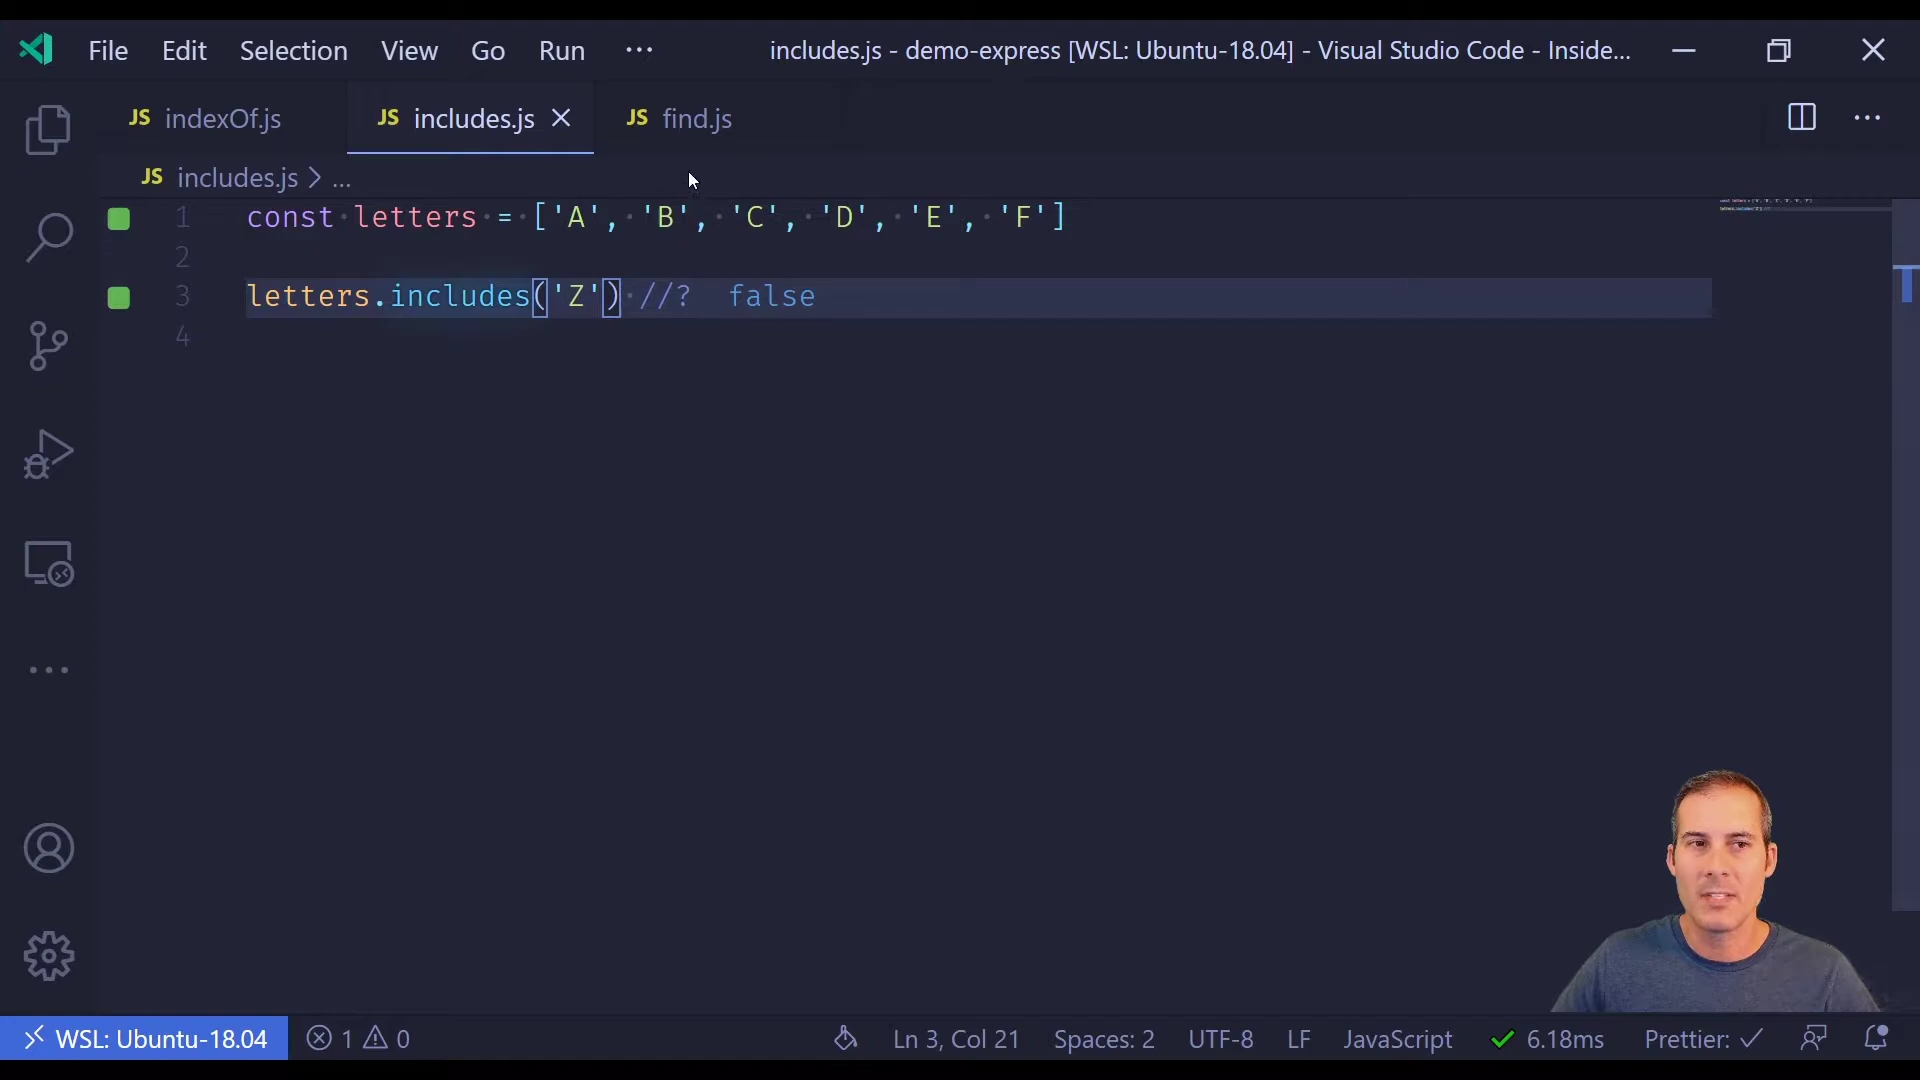 File Edit Selection View Go Run ··· includes.js - demo-express [WSL: Ubuntu-18.04] - Visual Studio Code - Inside...
JS indexOf.js JS includes.js JS find.js
JS includes.js > ...
1 const letters = ['A', 'B', 'C', 'D', 'E', 'F']
2
3 letters.includes('Z') //? false
4
WSL: Ubuntu-18.04 1 0 Ln 3, Col 21 Spaces: 2 UTF-8 LF JavaScript 6.18ms Prettier: ✓